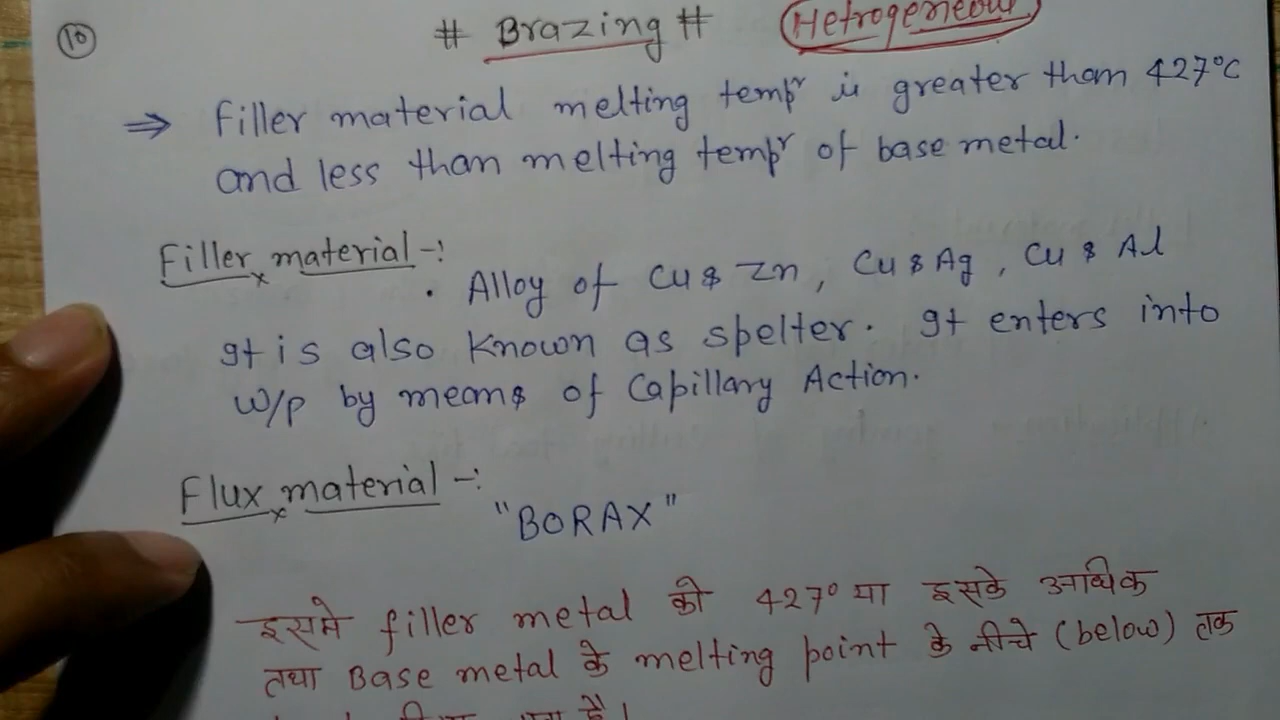 10
# Brazing # Hetrogeneous
⇒ filler material melting tempr is greater than 427°C
and less than melting tempr of base metal.
Filler material -:
. Alloy of Cu & Zn, Cu & Ag, Cu & Al
It is also known as spelter. It enters into
W/P by means of Capillary Action.
Flux material -:
"BORAX"
इसमे filler metal को 427° या इसके अधिक
तथा Base metal के melting point के नीचे (below) तक
है।